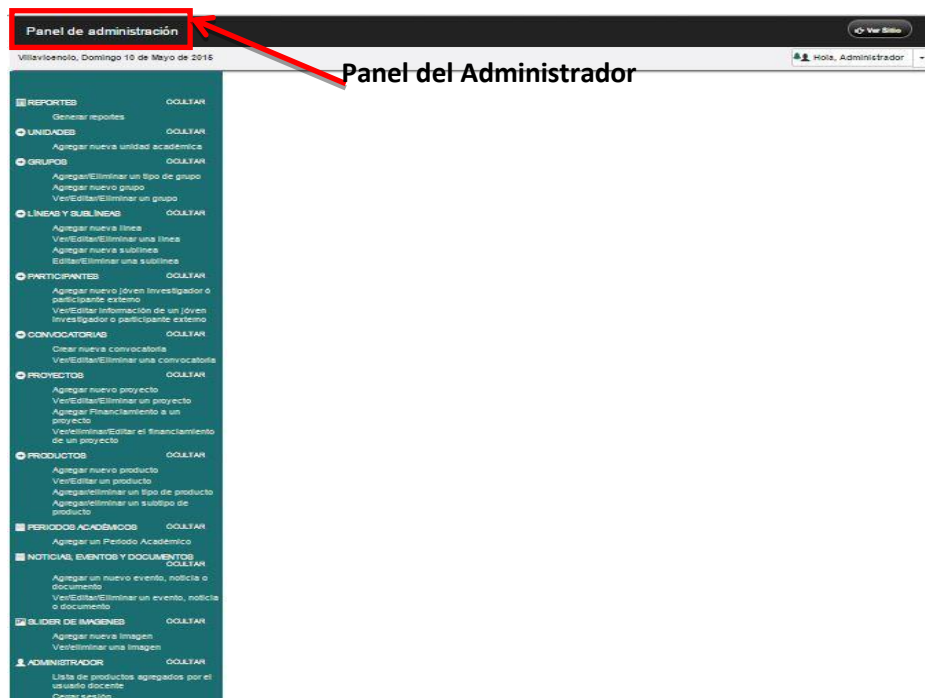 Panel de administración
Ver Sitio
Villavicencio, Domingo 10 de Mayo de 2015
Hola, Administrador
Panel del Administrador
REPORTES OCULTAR
Generar reportes
UNIDADES OCULTAR
Agregar nueva unidad académica
GRUPOS OCULTAR
Agregar/Eliminar un tipo de grupo
Agregar nuevo grupo
Ver/Editar/Eliminar un grupo
LÍNEAS Y SUBLÍNEAS OCULTAR
Agregar nueva línea
Ver/Editar/Eliminar una línea
Agregar nueva sublínea
Editar/Eliminar una sublínea
PARTICIPANTES OCULTAR
Agregar nuevo jóven investigador ó
participante externo
Ver/Editar información de un jóven
investigador o participante externo
CONVOCATORIAS OCULTAR
Crear nueva convocatoria
Ver/Editar/Eliminar una convocatoria
PROYECTOS OCULTAR
Agregar nuevo proyecto
Ver/Editar/Eliminar un proyecto
Agregar Financiamiento a un
proyecto
Ver/eliminar/Editar el financiamiento
de un proyecto
PRODUCTOS OCULTAR
Agregar nuevo producto
Ver/Editar un producto
Agregar/eliminar un tipo de producto
Agregar/eliminar un subtipo de
producto
PERIODOS ACADÉMICOS OCULTAR
Agregar un Periodo Académico
NOTICIAS, EVENTOS Y DOCUMENTOS
OCULTAR
Agregar un nuevo evento, noticia o
documento
Ver/Editar/Eliminar un evento, noticia
o documento
SLIDER DE IMAGENES OCULTAR
Agregar nueva Imagen
Ver/eliminar una Imagen
ADMINISTRADOR OCULTAR
Lista de productos agregados por el
usuario docente
Cerrar sesión